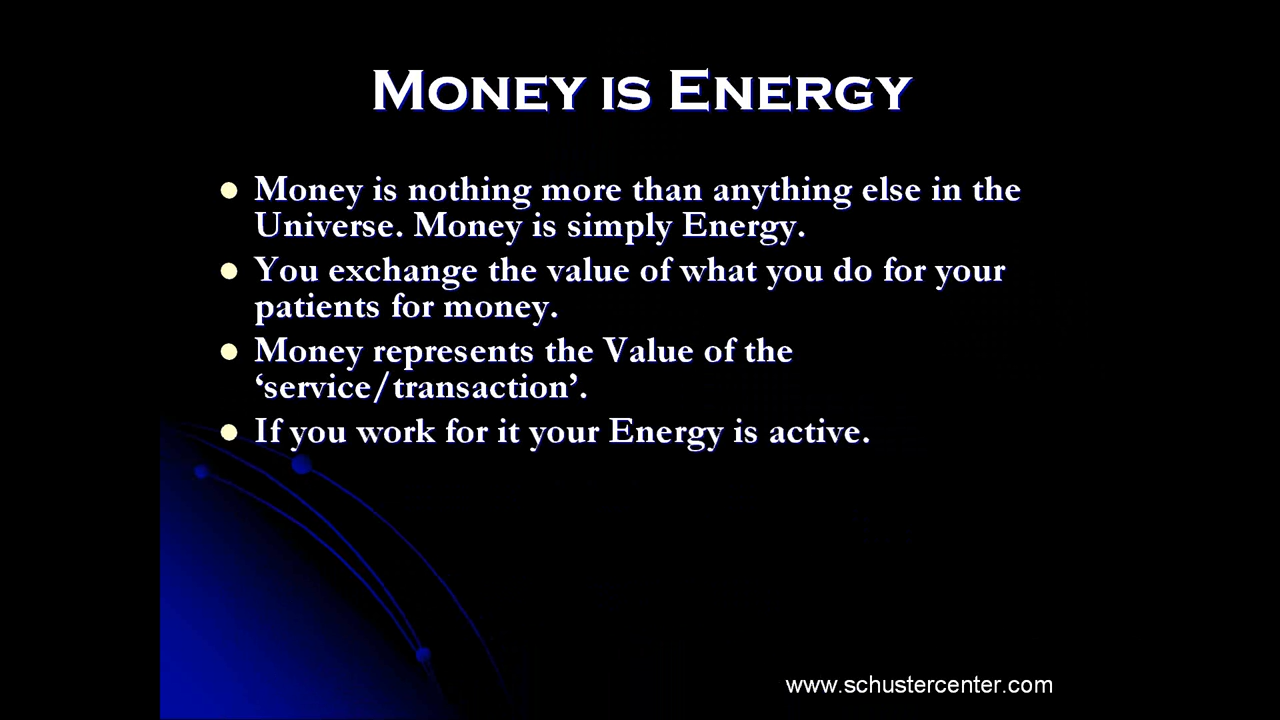 Money is Energy
Money is nothing more than anything else in the
Universe. Money is simply Energy.
You exchange the value of what you do for your
patients for money.
Money represents the Value of the
‘service/transaction’.
If you work for it your Energy is active.
www.schustercenter.com